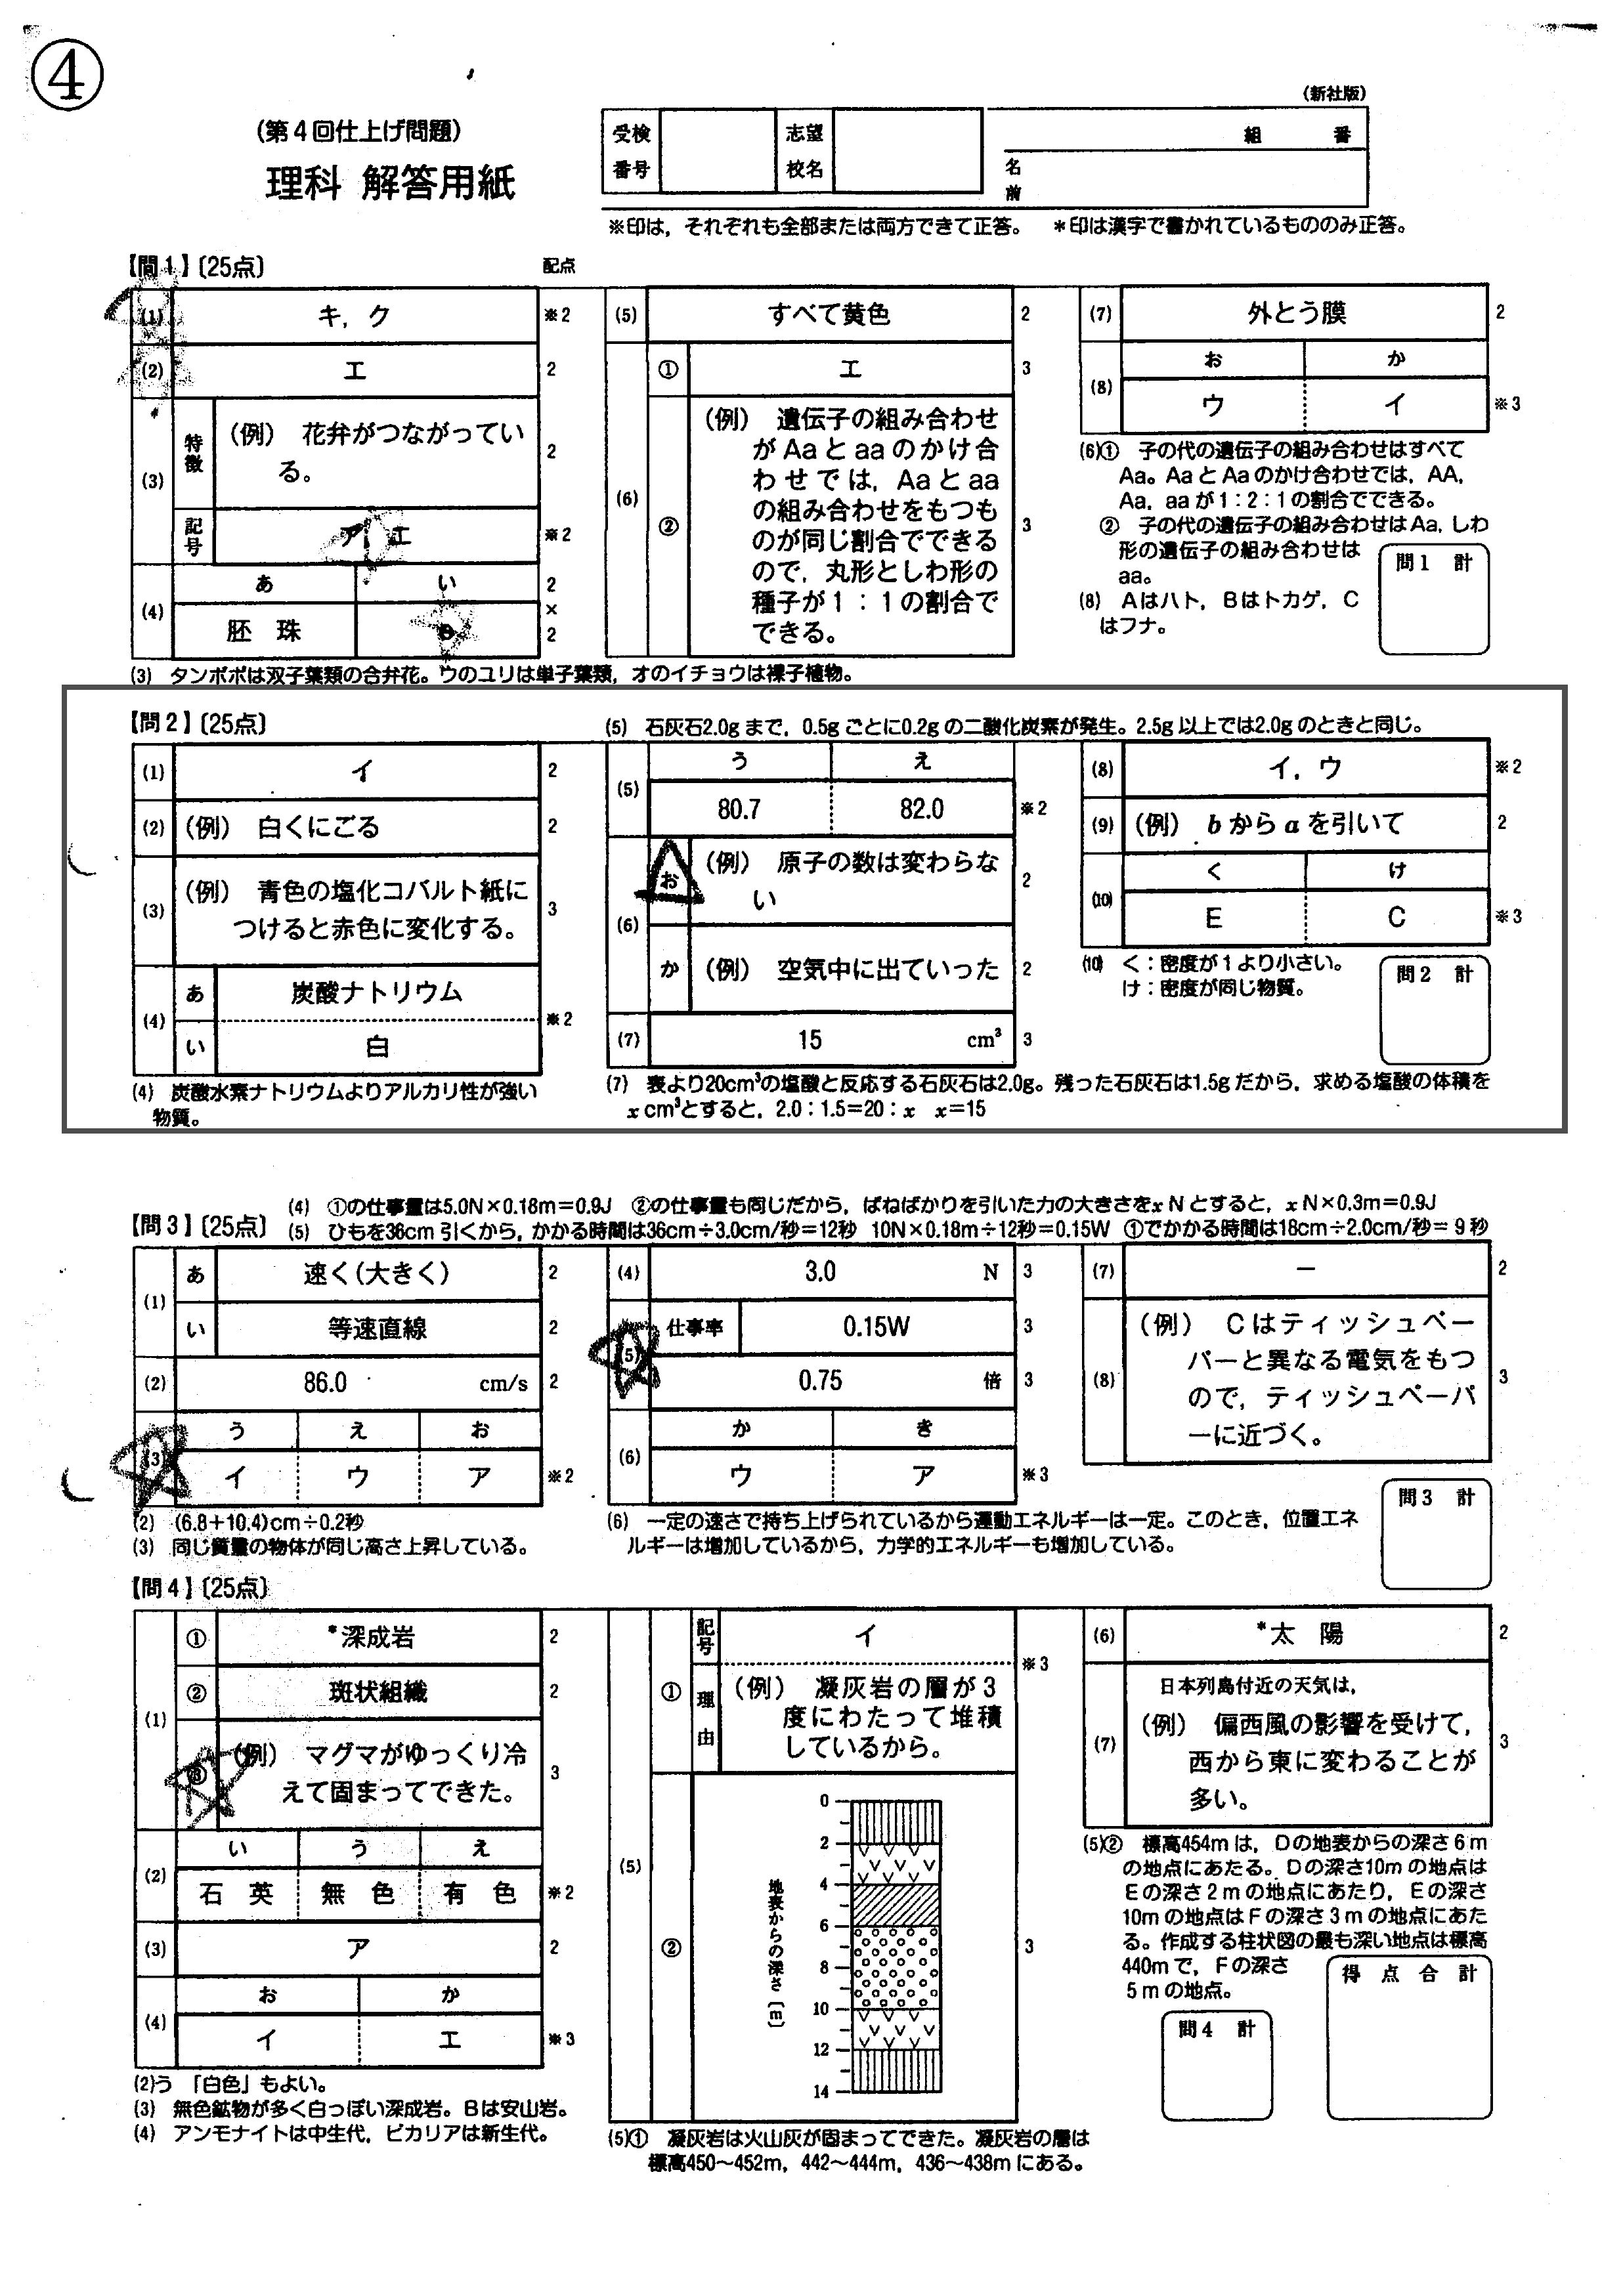 ④
(新社版)
(第4回仕上げ問題)
理科 解答用紙
受検番号
志望校名
組 番
名前
※印は，それぞれも全部または両方できて正答。 ＊印は漢字で書かれているもののみ正答。
【問1】〔25点〕 配点
(1) キ，ク ※2
(2) エ 2
(3) 特徴 (例) 花弁がつながっている。 2
記号 ア，エ ※2
(4) あ い 2
胚珠 × 2
(3) タンポポは双子葉類の合弁花。ウのユリは単子葉類，オのイチョウは裸子植物。
(5) すべて黄色 2
(6) ① エ 3
② (例) 遺伝子の組み合わせ
がAaとaaのかけ合
わせでは，Aaとaa
の組み合わせをもつも
のが同じ割合でできる
ので，丸形としわ形の
種子が1：1の割合で
できる。 3
(7) 外とう膜 2
(8) お か
ウ イ ※3
(6)① 子の代の遺伝子の組み合わせはすべて
Aa。AaとAaのかけ合わせでは，AA，
Aa，aaが1：2：1の割合でできる。
② 子の代の遺伝子の組み合わせはAa，しわ
形の遺伝子の組み合わせは
aa。
(8) Aはハト，Bはトカゲ，C
はフナ。
問1 計
【問2】〔25点〕
(1) イ 2
(2) (例) 白くにごる 2
(3) (例) 青色の塩化コバルト紙に
つけると赤色に変化する。 3
(4) あ 炭酸ナトリウム
い 白 ※2
(4) 炭酸水素ナトリウムよりアルカリ性が強い
物質。
(5) 石灰石2.0gまで，0.5gごとに0.2gの二酸化炭素が発生。2.5g以上では2.0gのときと同じ。
(5) う え
80.7 82.0 ※2
(6) お (例) 原子の数は変わらな
い 2
か (例) 空気中に出ていった 2
(7) 15 cm³ 3
(7) 表より20cm³の塩酸と反応する石灰石は2.0g。残った石灰石は1.5gだから，求める塩酸の体積を
x cm³とすると，2.0：1.5＝20：x x＝15
(8) イ，ウ ※2
(9) (例) bからaを引いて 2
(10) く け
E C ※3
(10) く：密度が1より小さい。
け：密度が同じ物質。
問2 計
(4) ①の仕事量は5.0N×0.18m＝0.9J ②の仕事量も同じだから，ばねばかりを引いた力の大きさをx Nとすると，x N×0.3m＝0.9J
【問3】〔25点〕
(5) ひもを36cm引くから，かかる時間は36cm÷3.0cm/秒＝12秒 10N×0.18m÷12秒＝0.15W ①でかかる時間は18cm÷2.0cm/秒＝9秒
(1) あ 速く(大きく) 2
い 等速直線 2
(2) 86.0 cm/s 2
(3) う え お
イ ウ ア ※2
(2) (6.8＋10.4)cm÷0.2秒
(3) 同じ質量の物体が同じ高さ上昇している。
(4) 3.0 N 3
(5) 仕事率 0.15W 3
0.75 倍 3
(6) か き
ウ ア ※3
(6) 一定の速さで持ち上げられているから運動エネルギーは一定。このとき，位置エネ
ルギーは増加しているから，力学的エネルギーも増加している。
(7) － 2
(8) (例) Cはティッシュペー
パーと異なる電気をもつ
ので，ティッシュペーパ
ーに近づく。 3
問3 計
【問4】〔25点〕
(1) ① ＊深成岩 2
② 斑状組織 2
③ (例) マグマがゆっくり冷
えて固まってできた。 3
(2) い う え
石英 無色 有色 ※2
(3) ア 2
(4) お か
イ エ ※3
(2)う 「白色」もよい。
(3) 無色鉱物が多く白っぽい深成岩。Bは安山岩。
(4) アンモナイトは中生代，ビカリアは新生代。
(5) ① 記号 イ
理由 (例) 凝灰岩の層が3
度にわたって堆積
しているから。 ※3
② 地表からの深さ〔m〕
0
2
4
6
8
10
12
14
3
(5)① 凝灰岩は火山灰が固まってできた。凝灰岩の層は
標高450～452m，442～444m，436～438mにある。
(6) ＊太陽 2
(7) 日本列島付近の天気は，
(例) 偏西風の影響を受けて，
西から東に変わることが
多い。 3
(5)② 標高454mは，Dの地表からの深さ6m
の地点にあたる。Dの深さ10mの地点は
Eの深さ2mの地点にあたり，Eの深さ
10mの地点はFの深さ3mの地点にあた
る。作成する柱状図の最も深い地点は標高
440mで，Fの深さ
5mの地点。
問4 計
得点合計